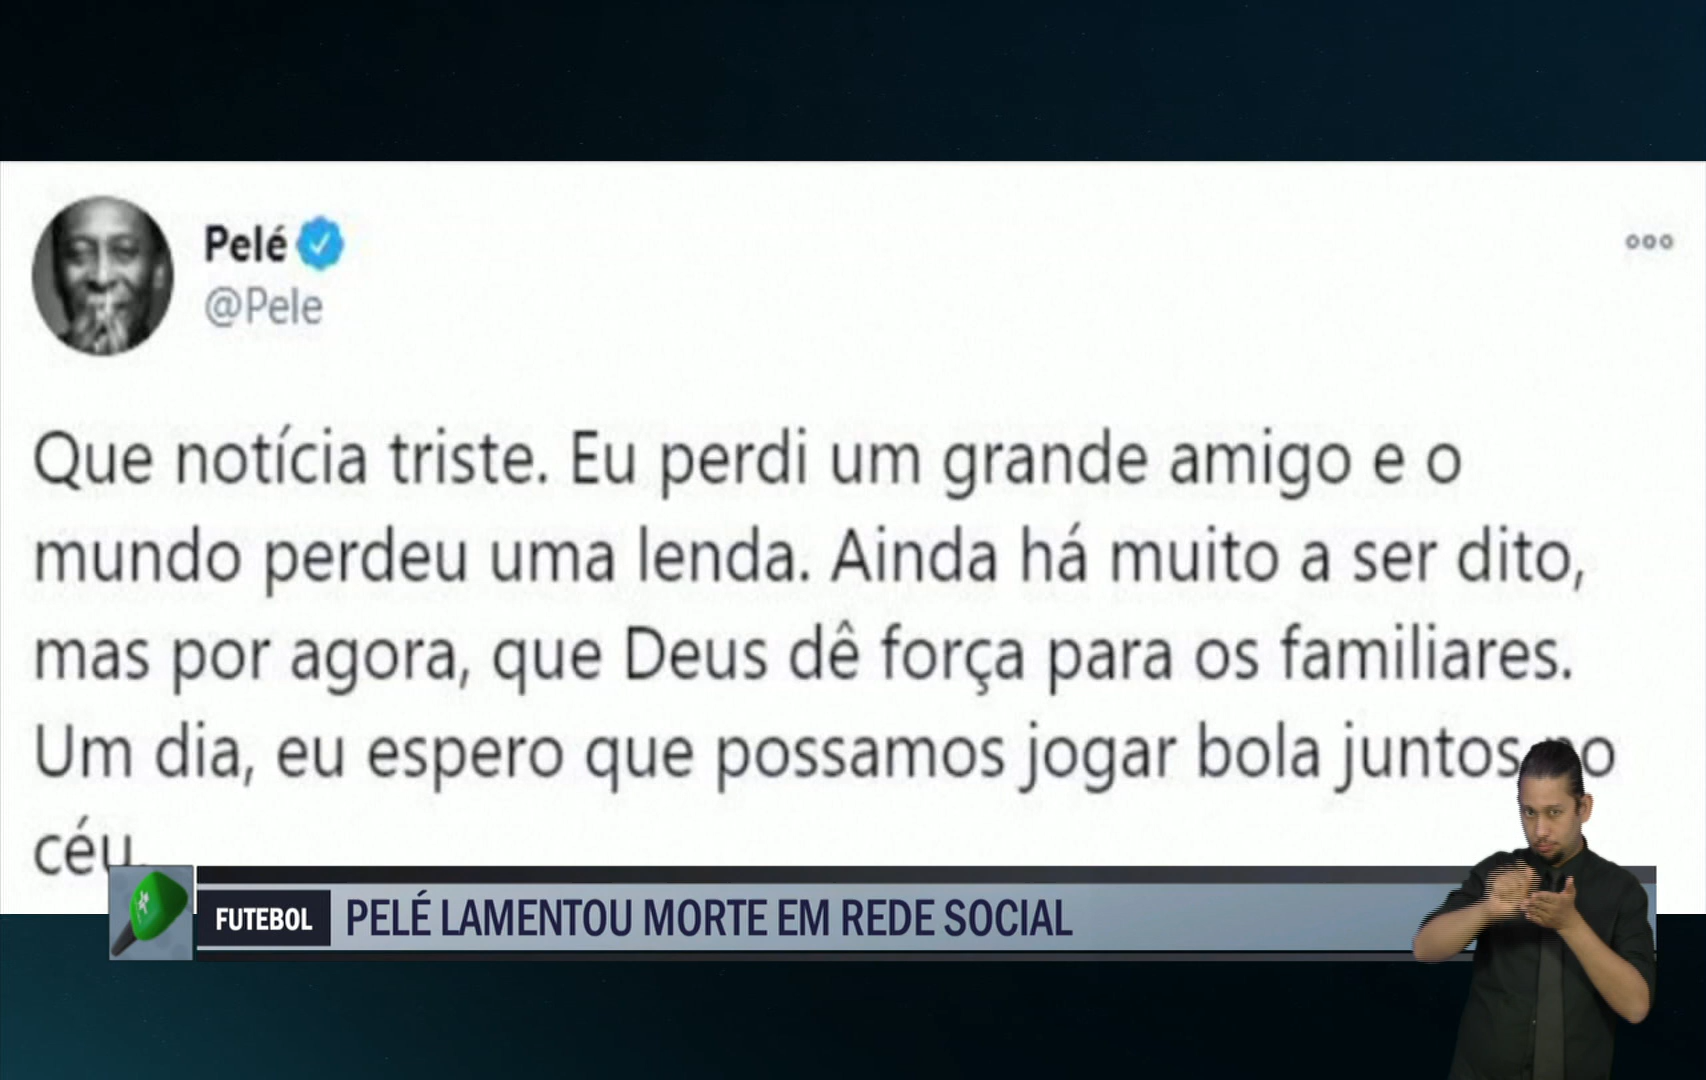 Pelé
@Pele
Que notícia triste. Eu perdi um grande amigo e o
mundo perdeu uma lenda. Ainda há muito a ser dito,
mas por agora, que Deus dê força para os familiares.
Um dia, eu espero que possamos jogar bola juntos no
céu.
FUTEBOL PELÉ LAMENTOU MORTE EM REDE SOCIAL